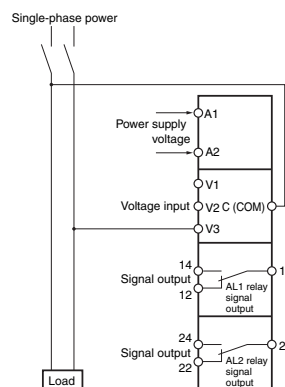 Single-phase power
A1
Power supply
voltage
A2
V1
Voltage input
V2
C (COM)
V3
14
Signal output
12
AL1 relay
signal
output
1
24
Signal output
22
AL2 relay
signal
output
2
Load